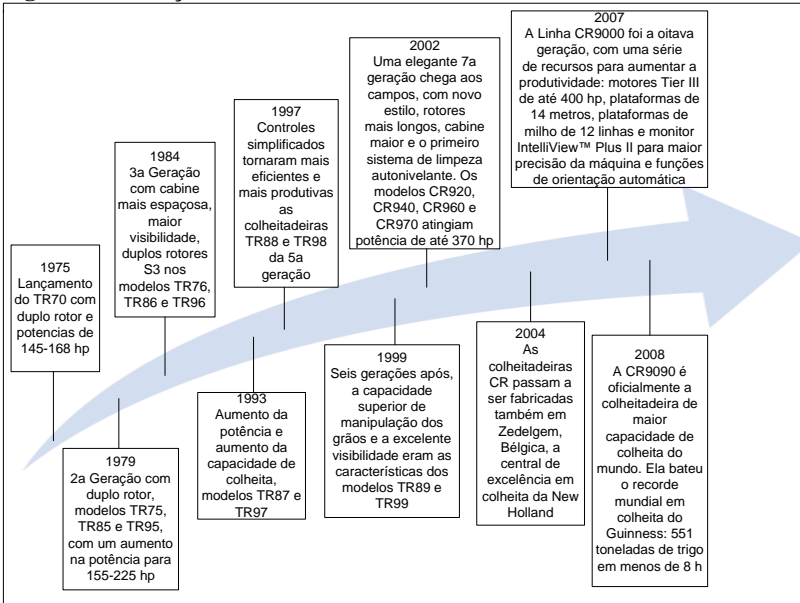 1975
Lançamento
do TR70 com
duplo rotor e
potencias de
145-168 hp
1979
2a Geração com
duplo rotor,
modelos TR75,
TR85 e TR95,
com um aumento
na potência para
155-225 hp
1984
3a Geração
com cabine
mais espaçosa,
maior
visibilidade,
duplos rotores
S3 nos
modelos TR76,
TR86 e TR96
1993
Aumento da
potência e
aumento da
capacidade de
colheita,
modelos TR87 e
TR97
1997
Controles
simplificados
tornaram mais
eficientes e
mais produtivas
as
colheitadeiras
TR88 e TR98
da 5a
geração
1999
Seis gerações após,
a capacidade
superior de
manipulação dos
grãos e a excelente
visibilidade eram as
características dos
modelos TR89 e
TR99
2002
Uma elegante 7a
geração chega aos
campos, com novo
estilo, rotores
mais longos, cabine
maior e o primeiro
sistema de limpeza
autonivelante. Os
modelos CR920,
CR940, CR960 e
CR970 atingiam
potência de até 370 hp
2004
As
colheitadeiras
CR passam a
ser fabricadas
também em
Zedelgem,
Bélgica, a
central de
excelência em
colheita da New
Holland
2007
A Linha CR9000 foi a oitava
geração, com uma série
de recursos para aumentar a
produtividade: motores Tier III
de até 400 hp, plataformas de
14 metros, plataformas de
milho de 12 linhas e monitor
IntelliView™ Plus II para maior
precisão da máquina e funções
de orientação automática
2008
A CR9090 é
oficialmente a
colheitadeira de
maior
capacidade de
colheita do
mundo. Ela bateu
o recorde
mundial em
colheita do
Guinness: 551
toneladas de trigo
em menos de 8 h